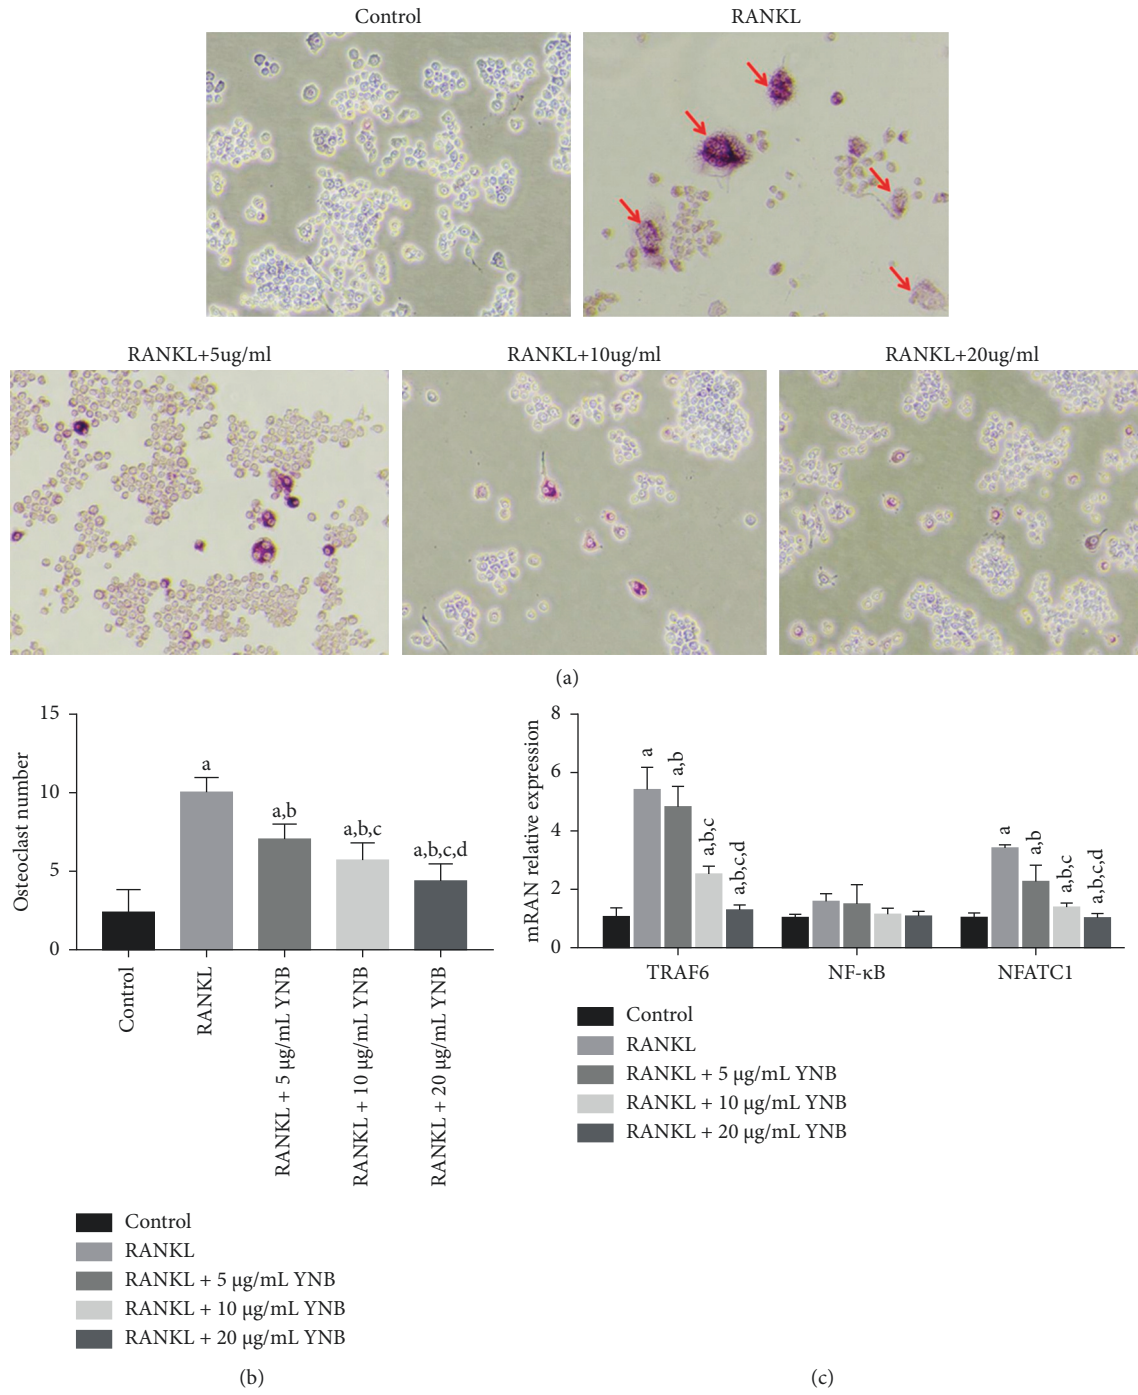 Control
RANKL
RANKL+5ug/ml
RANKL+10ug/ml
RANKL+20ug/ml
(a)
15
10
5
0
Osteoclast number
a
a,b
a,b,c
a,b,c,d
Control
RANKL
RANKL + 5 µg/mL YNB
RANKL + 10 µg/mL YNB
RANKL + 20 µg/mL YNB
Control
RANKL
RANKL + 5 µg/mL YNB
RANKL + 10 µg/mL YNB
RANKL + 20 µg/mL YNB
(b)
8
6
4
2
0
mRAN relative expression
a
a,b
a,b,c
a,b,c,d
a
a,b
a,b,c
a,b,c,d
TRAF6
NF-κB
NFATC1
Control
RANKL
RANKL + 5 µg/mL YNB
RANKL + 10 µg/mL YNB
RANKL + 20 µg/mL YNB
(c)